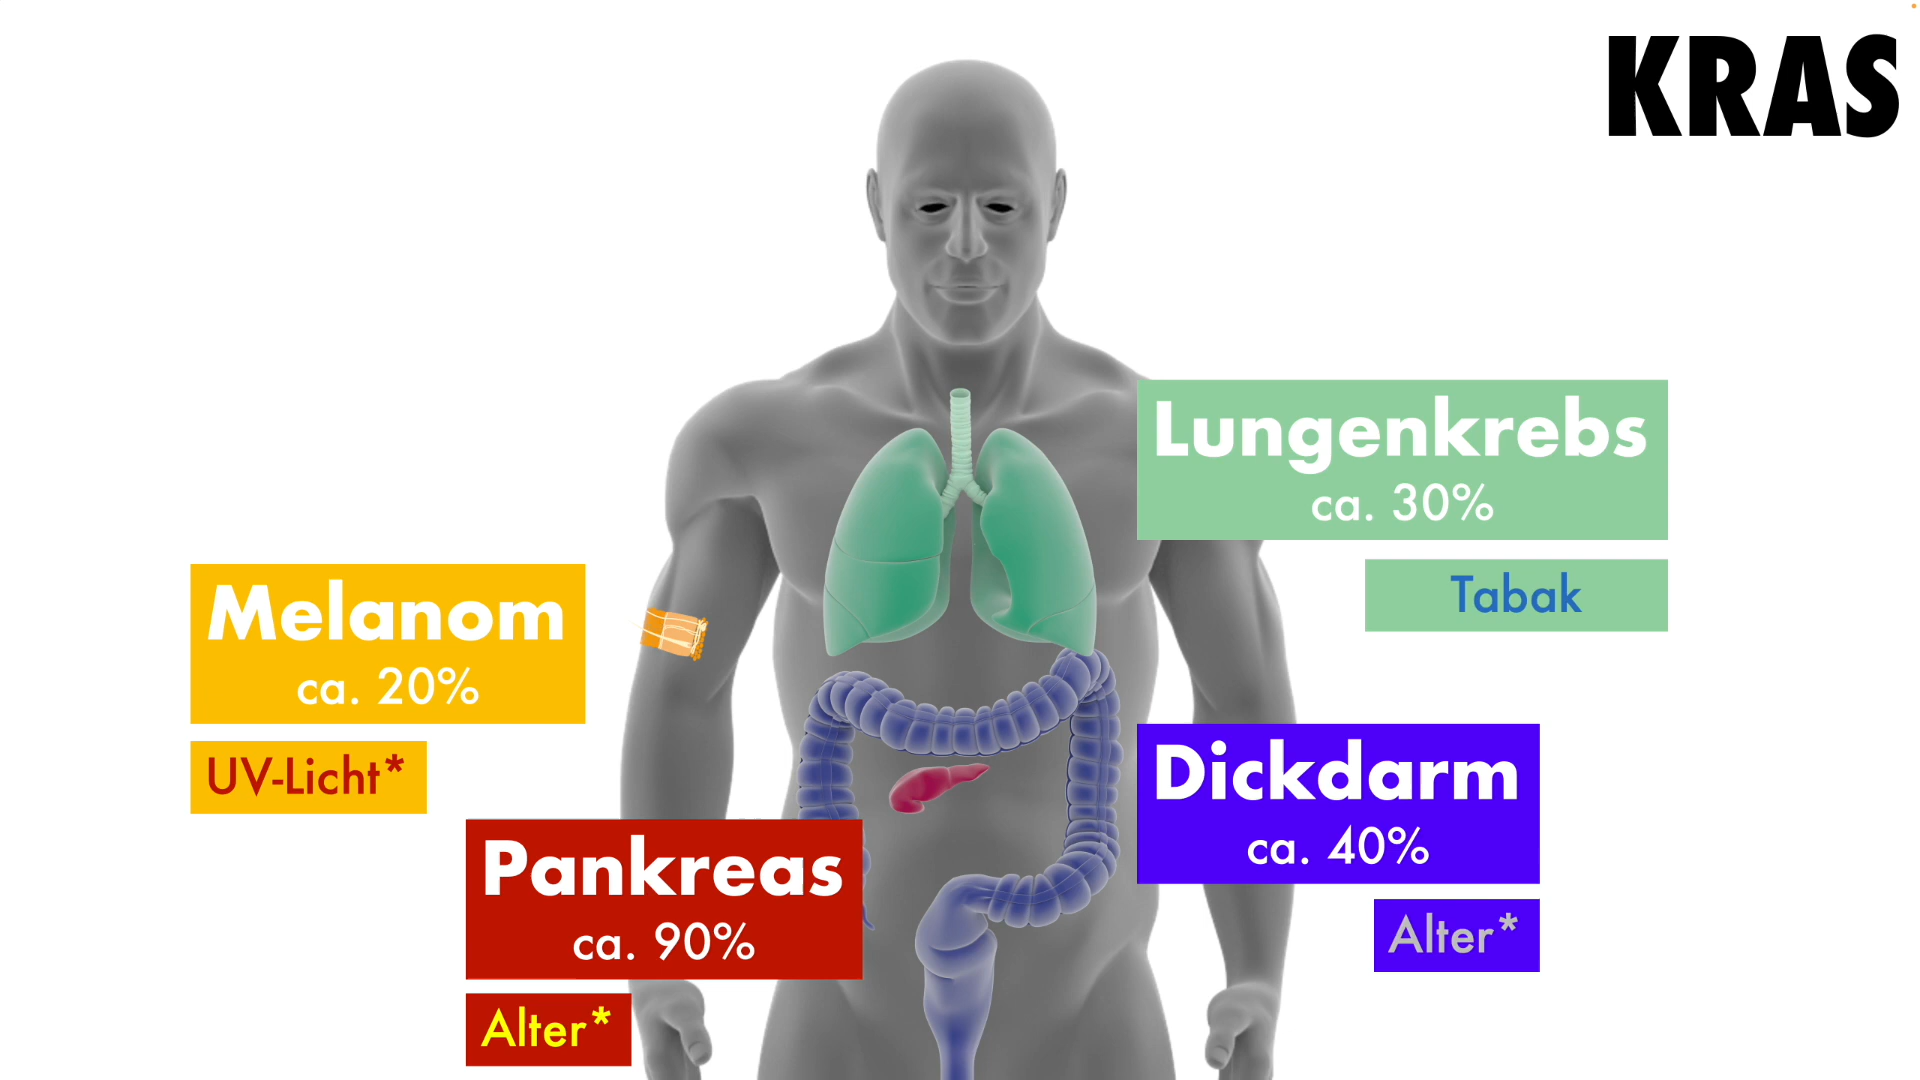 KRAS
Lungenkrebs
ca. 30%
Tabak
Melanom
ca. 20%
UV-Licht*
Dickdarm
ca. 40%
Alter*
Pankreas
ca. 90%
Alter*